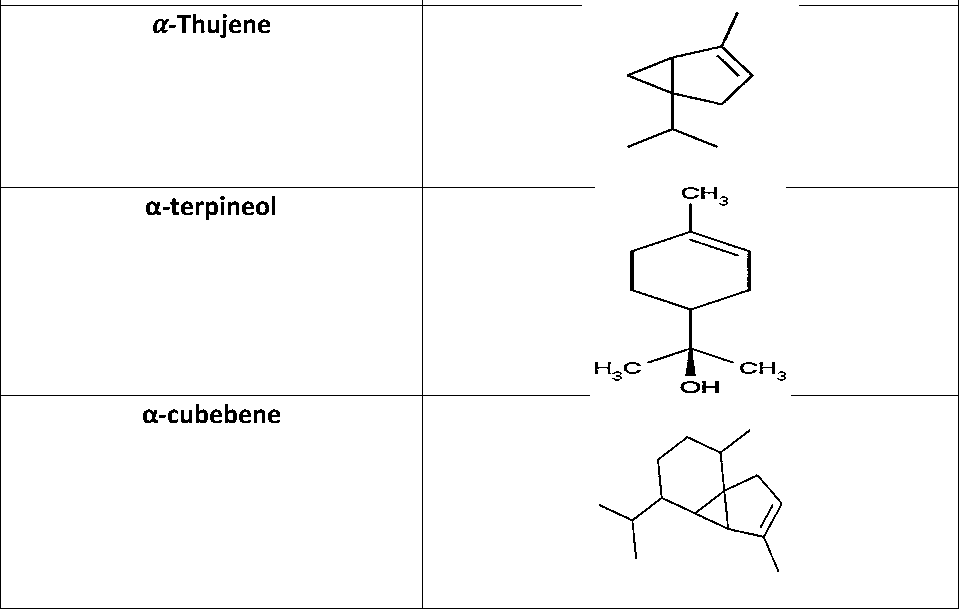 α-Thujene
α-terpineol
CH3
H3C
CH3
OH
α-cubebene